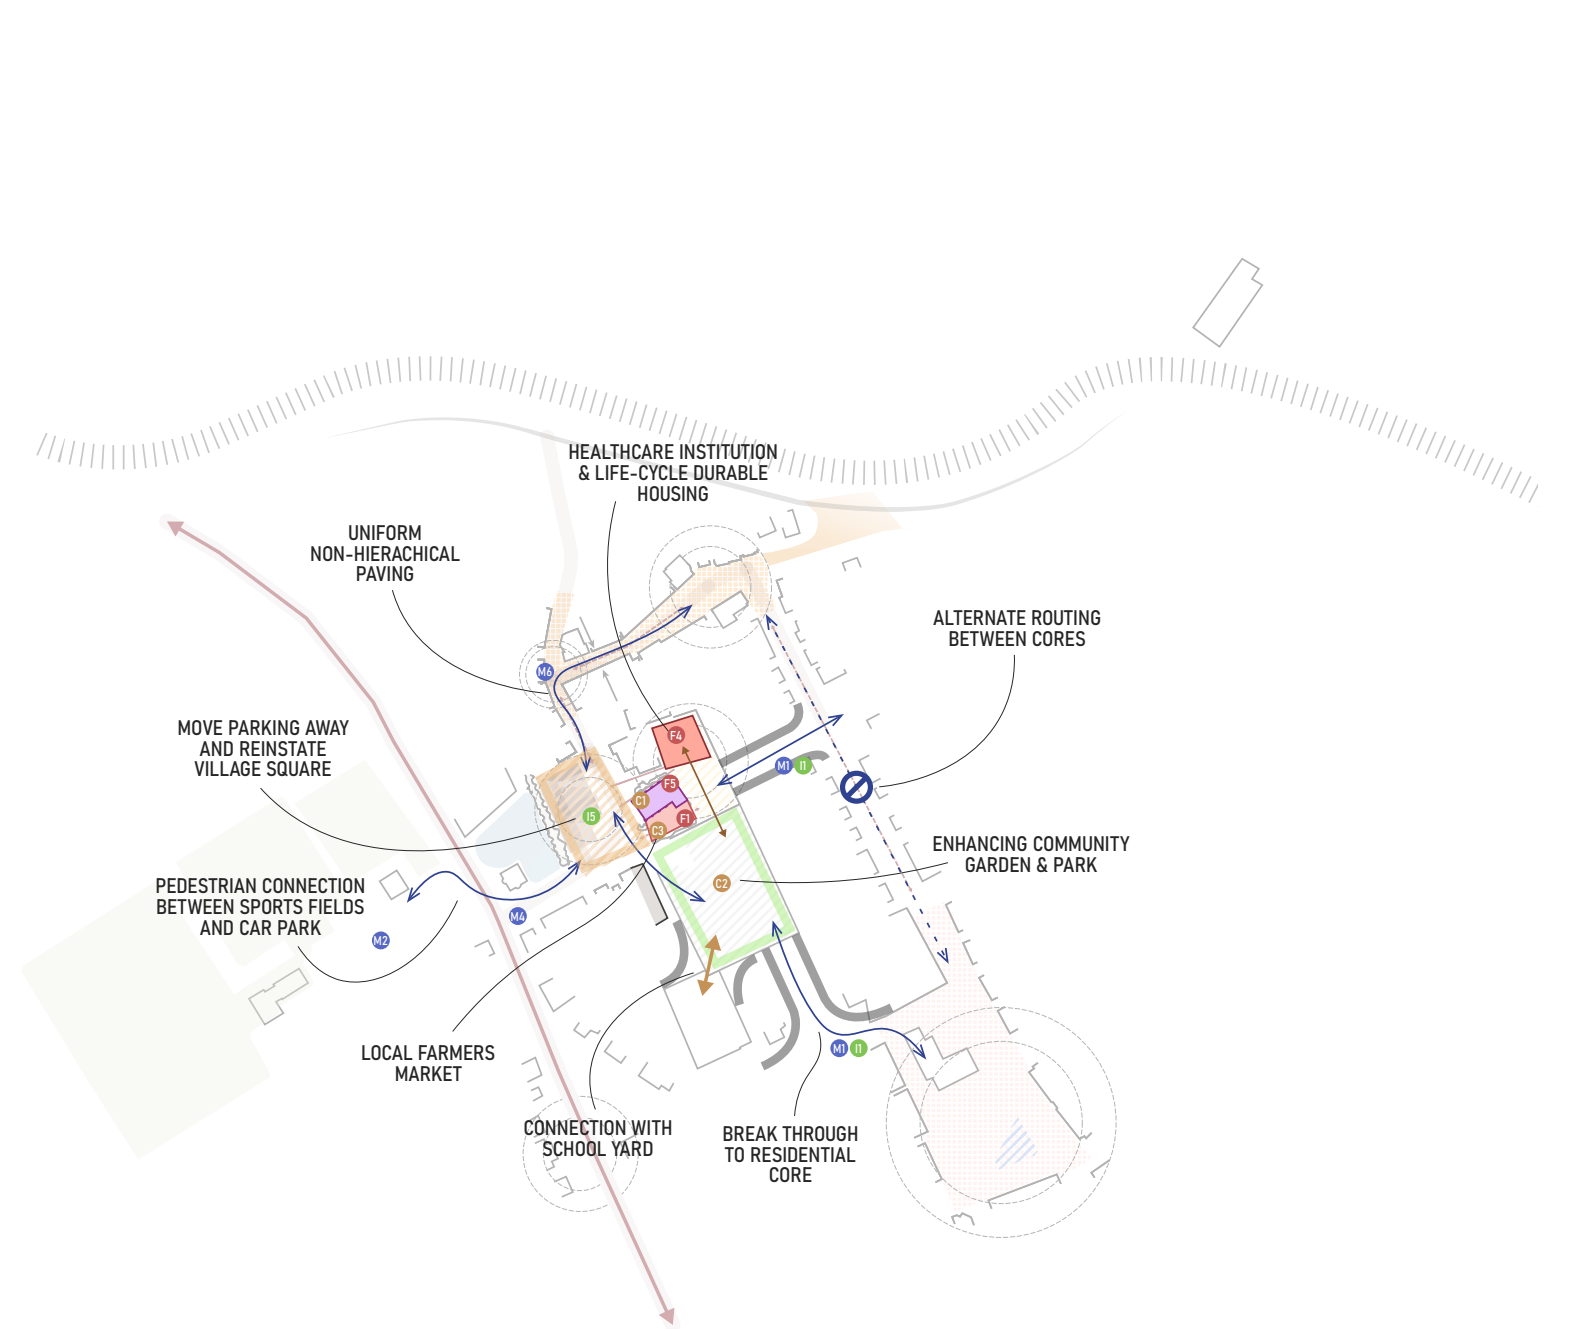 HEALTHCARE INSTITUTION
& LIFE-CYCLE DURABLE
HOUSING
UNIFORM
NON-HIERACHICAL
PAVING
ALTERNATE ROUTING
BETWEEN CORES
M6
MOVE PARKING AWAY
AND REINSTATE
VILLAGE SQUARE
F4
M1 I1
F5
C1
I5
F1
C3
ENHANCING COMMUNITY
GARDEN & PARK
C2
PEDESTRIAN CONNECTION
BETWEEN SPORTS FIELDS
AND CAR PARK
M4
M2
LOCAL FARMERS
MARKET
M1 I1
CONNECTION WITH
SCHOOL YARD
BREAK THROUGH
TO RESIDENTIAL
CORE